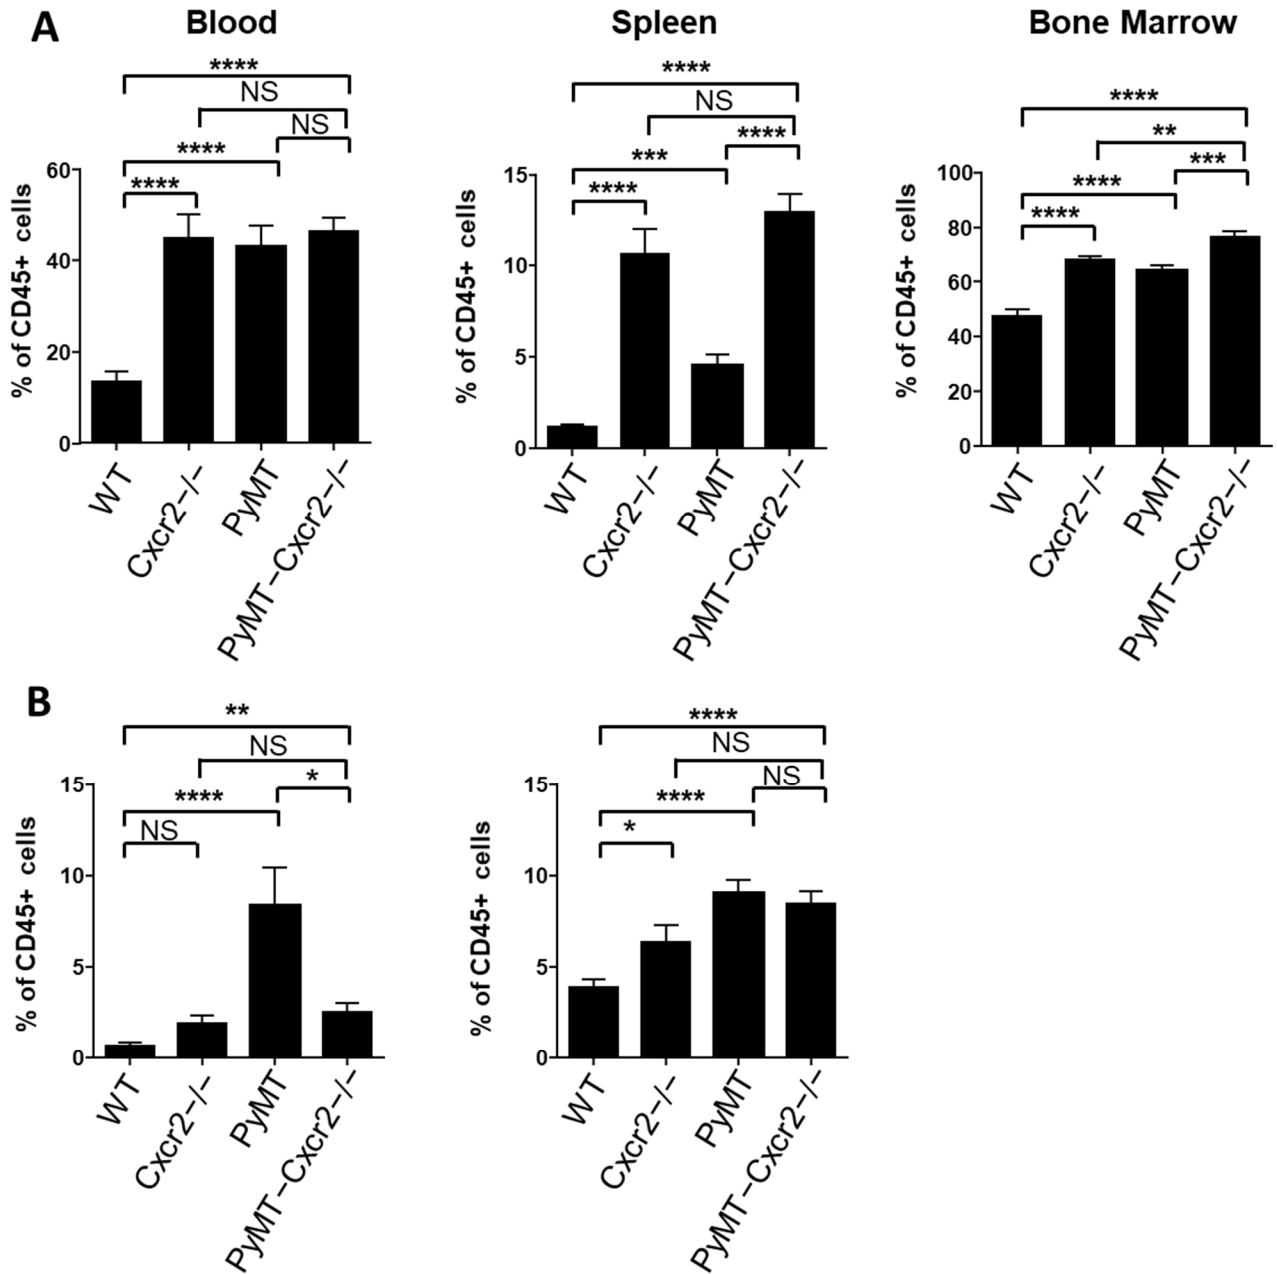 A
Blood
Spleen
Bone Marrow
****
NS
NS
****
****
60
40
20
0
% of CD45+ cells
WT
Cxcr2−/−
PyMT
PyMT−Cxcr2−/−
****
NS
****
***
****
15
10
5
0
% of CD45+ cells
WT
Cxcr2−/−
PyMT
PyMT−Cxcr2−/−
****
**
***
****
****
100
80
60
40
20
0
% of CD45+ cells
WT
Cxcr2−/−
PyMT
PyMT−Cxcr2−/−
B
**
NS
*
****
NS
15
10
5
0
% of CD45+ cells
WT
Cxcr2−/−
PyMT
PyMT−Cxcr2−/−
****
NS
NS
****
*
15
10
5
0
% of CD45+ cells
WT
Cxcr2−/−
PyMT
PyMT−Cxcr2−/−